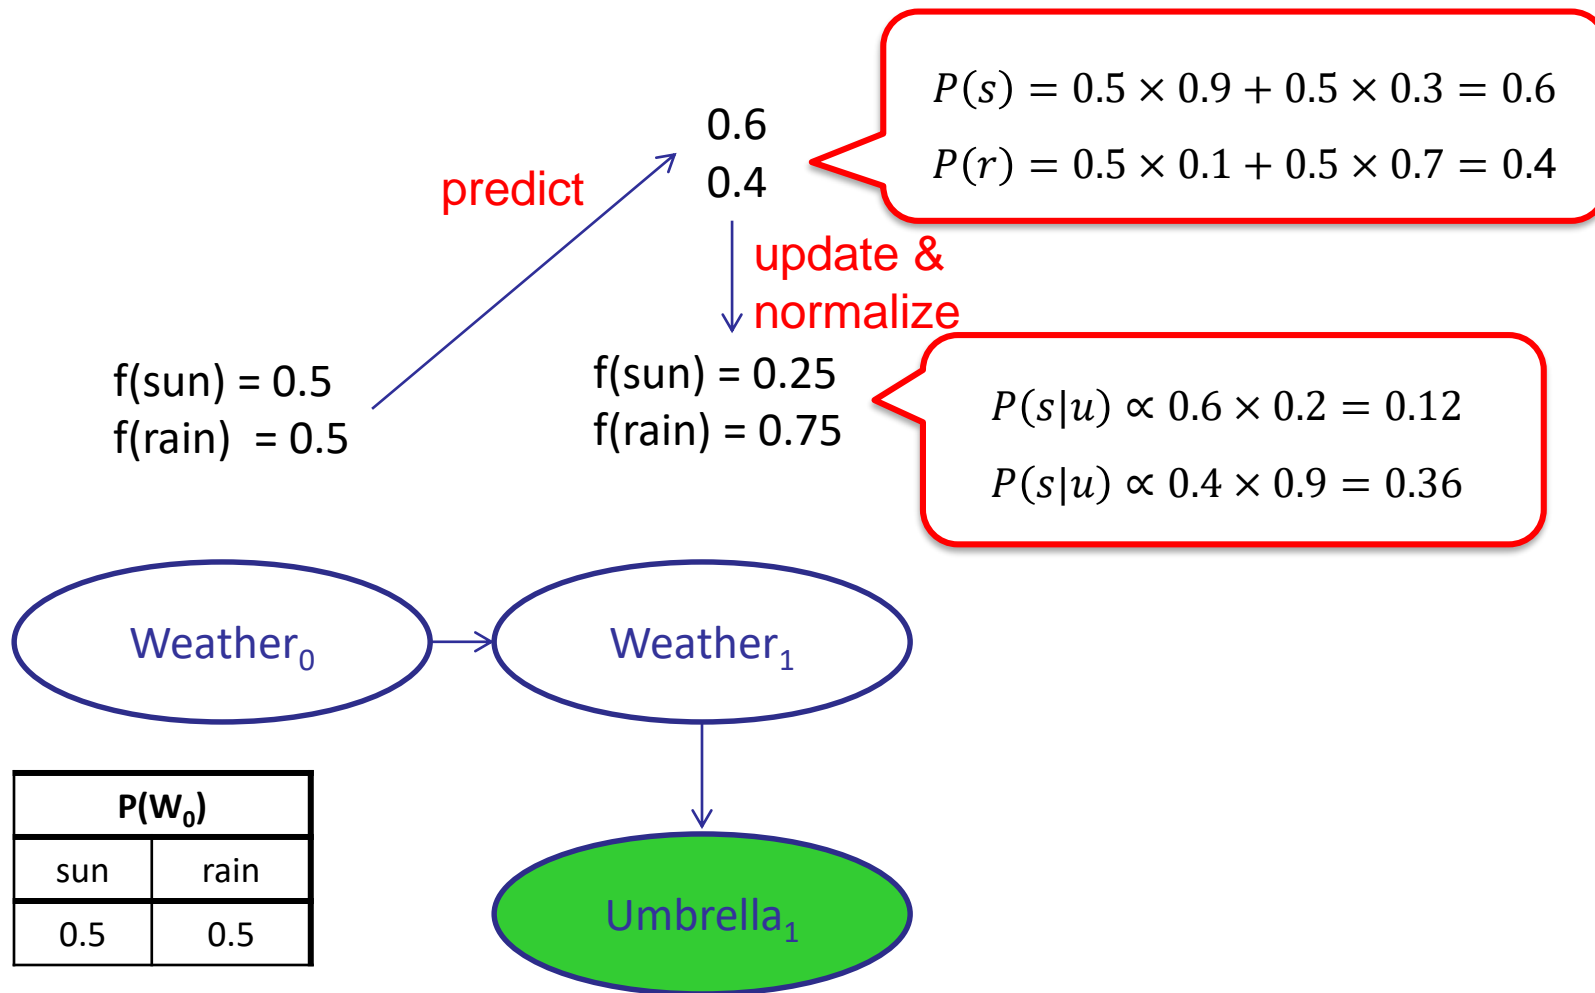 0.6
0.4
P(s) = 0.5 × 0.9 + 0.5 × 0.3 = 0.6
P(r) = 0.5 × 0.1 + 0.5 × 0.7 = 0.4
predict
update &
normalize
f(sun) = 0.5
f(rain) = 0.5
f(sun) = 0.25
f(rain) = 0.75
P(s|u) ∝ 0.6 × 0.2 = 0.12
P(s|u) ∝ 0.4 × 0.9 = 0.36
Weather₀
Weather₁
P(W₀)
sun rain
0.5 0.5
Umbrella₁